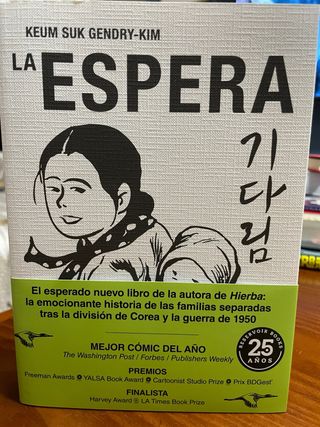 KEUM SUK GENDRY-KIM
LA ESPERA
기다림
El esperado nuevo libro de la autora de Hierba:
la emocionante historia de las familias separadas
tras la división de Corea y la guerra de 1950
MEJOR CÓMIC DEL AÑO
The Washington Post / Forbes / Publishers Weekly
PREMIOS
Freeman Awards • YALSA Book Award • Cartoonist Studio Prize • Prix BDGest'
FINALISTA
Harvey Award • LA Times Book Prize
RESERVOIR BOOKS
25
AÑOS